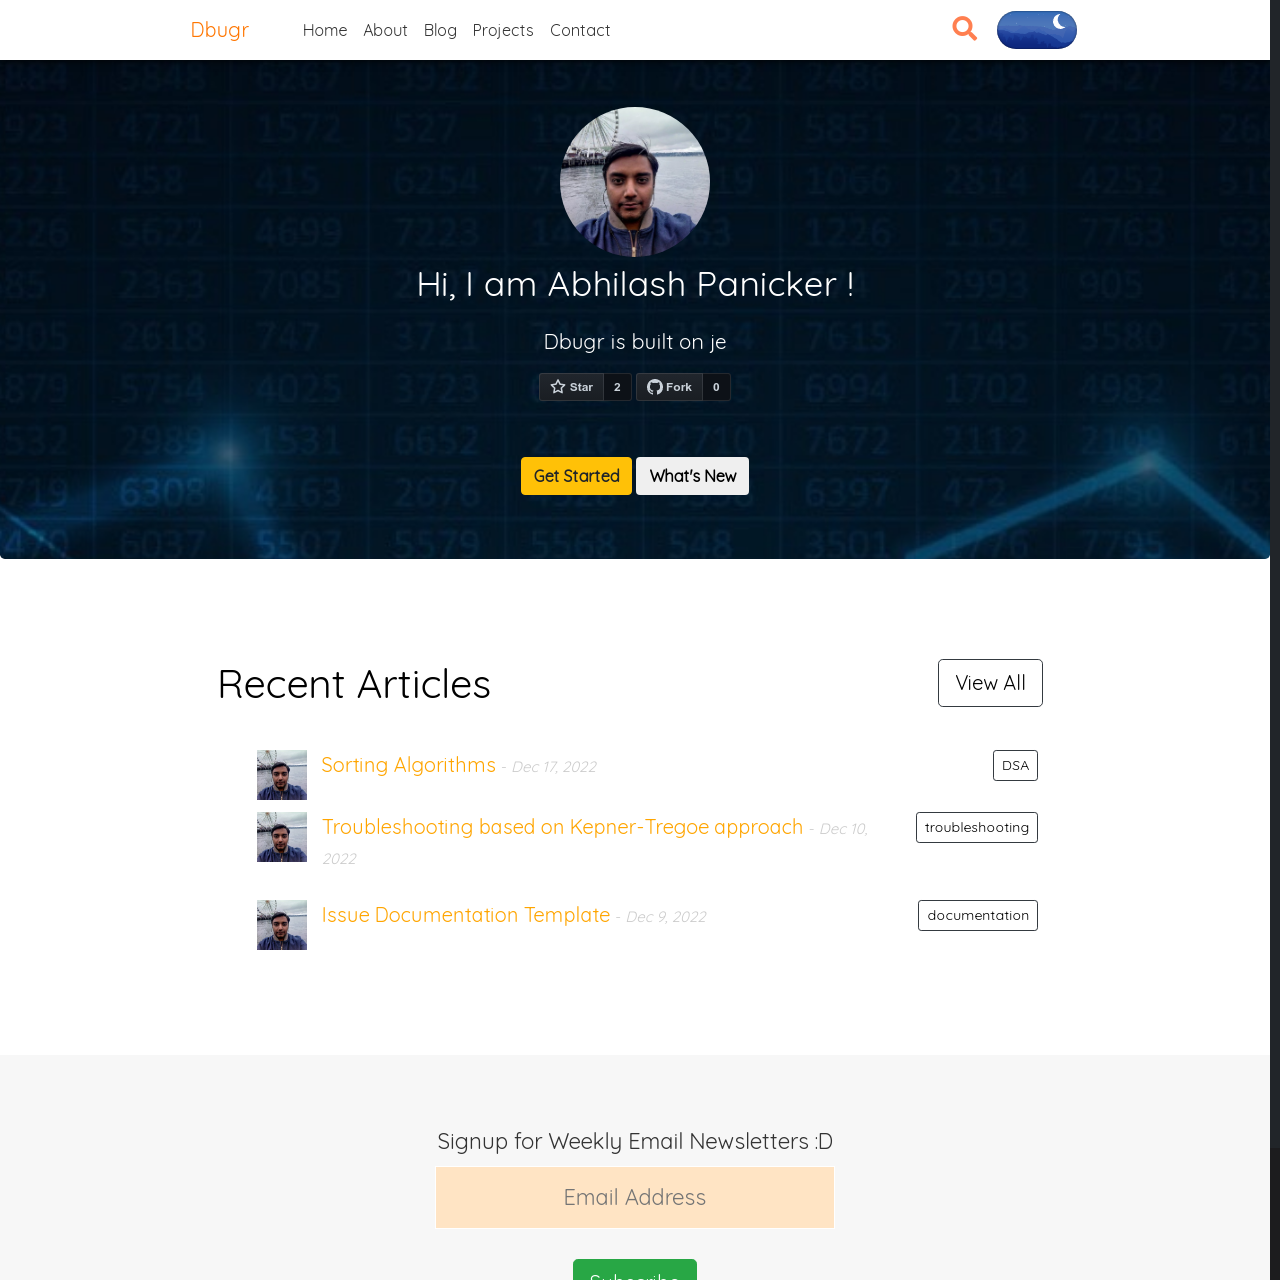 Dbugr
Home About Blog Projects Contact
Hi, I am Abhilash Panicker !
Dbugr is built on je
Star 2 Fork 0
Get Started What's New
Recent Articles
View All
Sorting Algorithms - Dec 17, 2022
DSA
Troubleshooting based on Kepner-Tregoe approach - Dec 10,
2022
troubleshooting
Issue Documentation Template - Dec 9, 2022
documentation
Signup for Weekly Email Newsletters :D
Email Address
Subscribe